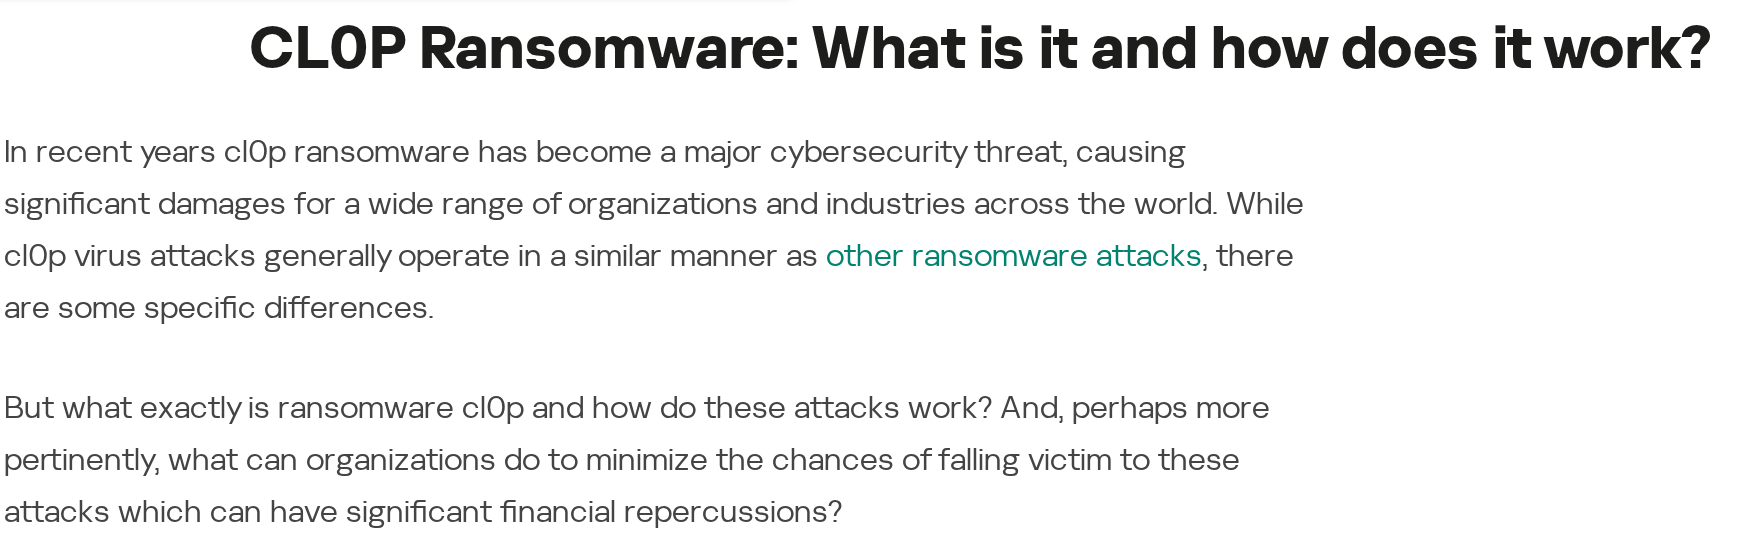 CL0P Ransomware: What is it and how does it work?
In recent years cl0p ransomware has become a major cybersecurity threat, causing
significant damages for a wide range of organizations and industries across the world. While
cl0p virus attacks generally operate in a similar manner as other ransomware attacks, there
are some specific differences.
But what exactly is ransomware cl0p and how do these attacks work? And, perhaps more
pertinently, what can organizations do to minimize the chances of falling victim to these
attacks which can have significant financial repercussions?